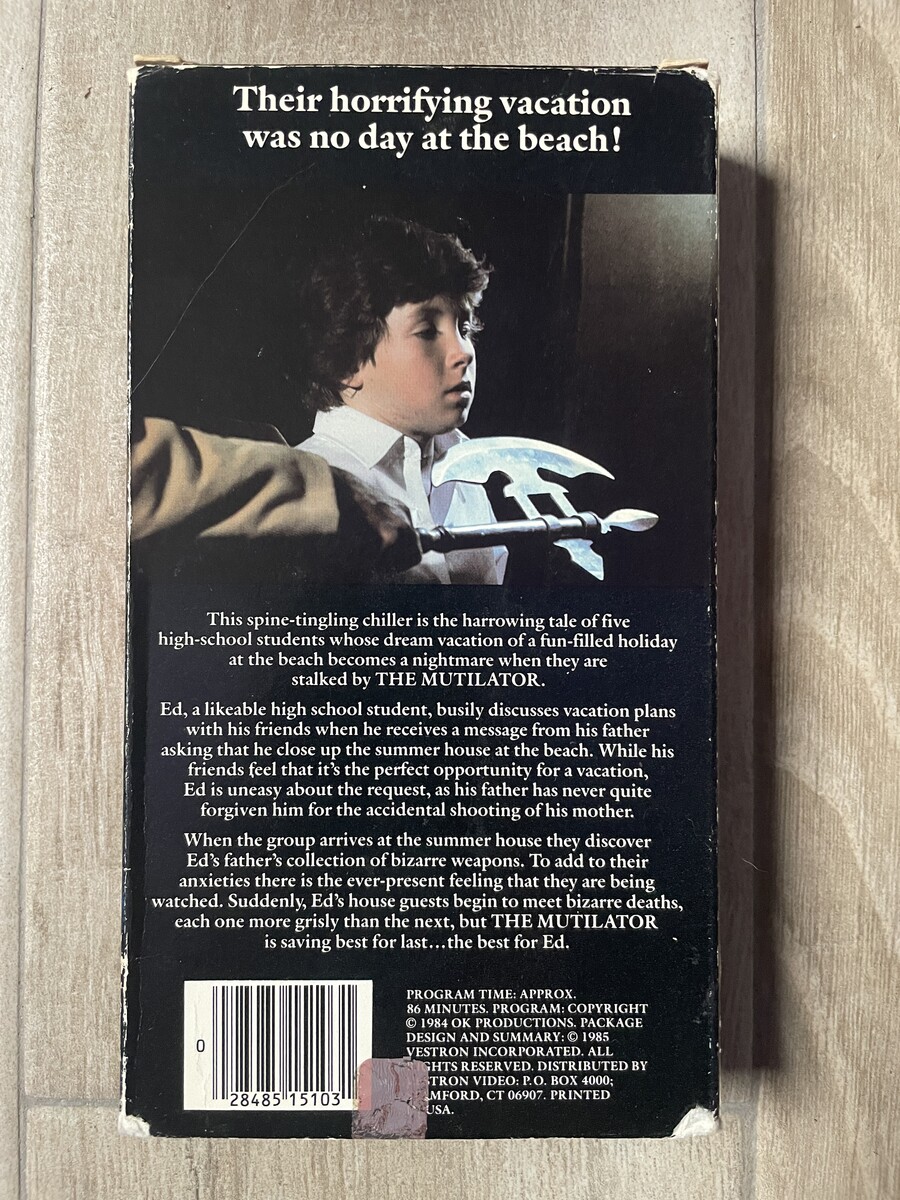 Their horrifying vacation
was no day at the beach!
This spine-tingling chiller is the harrowing tale of five
high-school students whose dream vacation of a fun-filled holiday
at the beach becomes a nightmare when they are
stalked by THE MUTILATOR.
Ed, a likeable high school student, busily discusses vacation plans
with his friends when he receives a message from his father
asking that he close up the summer house at the beach. While his
friends feel that it's the perfect opportunity for a vacation,
Ed is uneasy about the request, as his father has never quite
forgiven him for the accidental shooting of his mother.
When the group arrives at the summer house they discover
Ed's father's collection of bizarre weapons. To add to their
anxieties there is the ever-present feeling that they are being
watched. Suddenly, Ed's house guests begin to meet bizarre deaths,
each one more grisly than the next, but THE MUTILATOR
is saving best for last...the best for Ed.
0
28485 15103
PROGRAM TIME: APPROX.
86 MINUTES. PROGRAM: COPYRIGHT
© 1984 OK PRODUCTIONS. PACKAGE
DESIGN AND SUMMARY: © 1985
VESTRON INCORPORATED. ALL
RESERVED. DISTRIBUTED BY
VIDEO: P.O. BOX 4000;
CT 06907. PRINTED
USA.